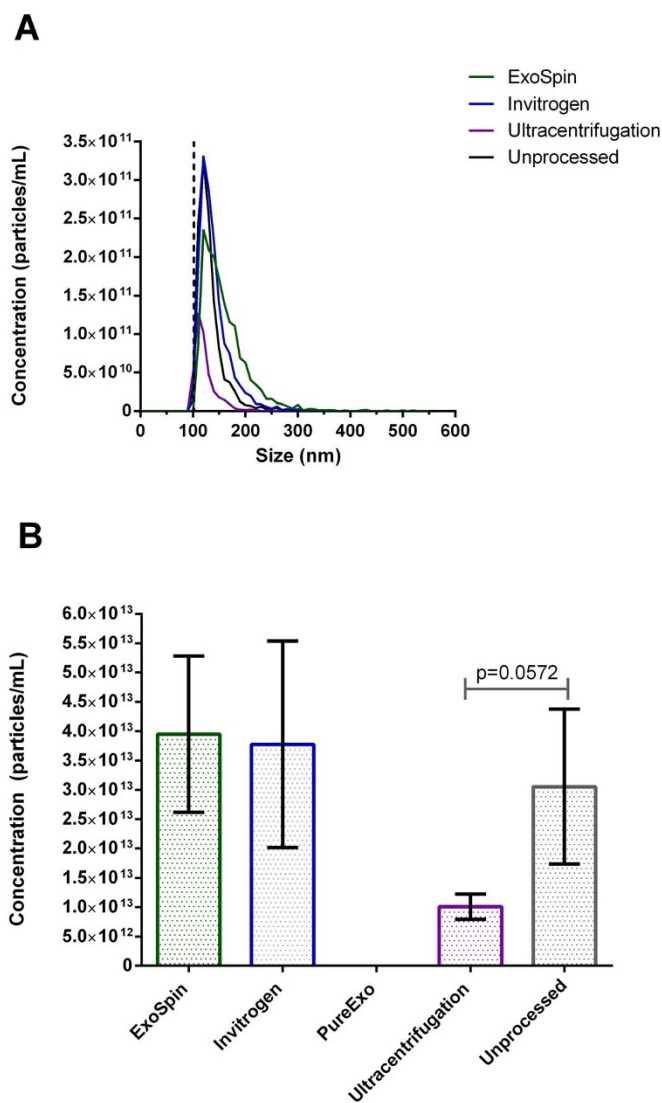 A
ExoSpin
Invitrogen
Ultracentrifugation
Unprocessed
Concentration (particles/mL)
3.5×10¹¹
3.0×10¹¹
2.5×10¹¹
2.0×10¹¹
1.5×10¹¹
1.0×10¹¹
5.0×10¹⁰
0
0 100 200 300 400 500 600
Size (nm)
B
Concentration (particles/mL)
6.0×10¹³
5.5×10¹³
5.0×10¹³
4.5×10¹³
4.0×10¹³
3.5×10¹³
3.0×10¹³
2.5×10¹³
2.0×10¹³
1.5×10¹³
1.0×10¹³
5.0×10¹²
0
p=0.0572
ExoSpin
Invitrogen
PureExo
Ultracentrifugation
Unprocessed